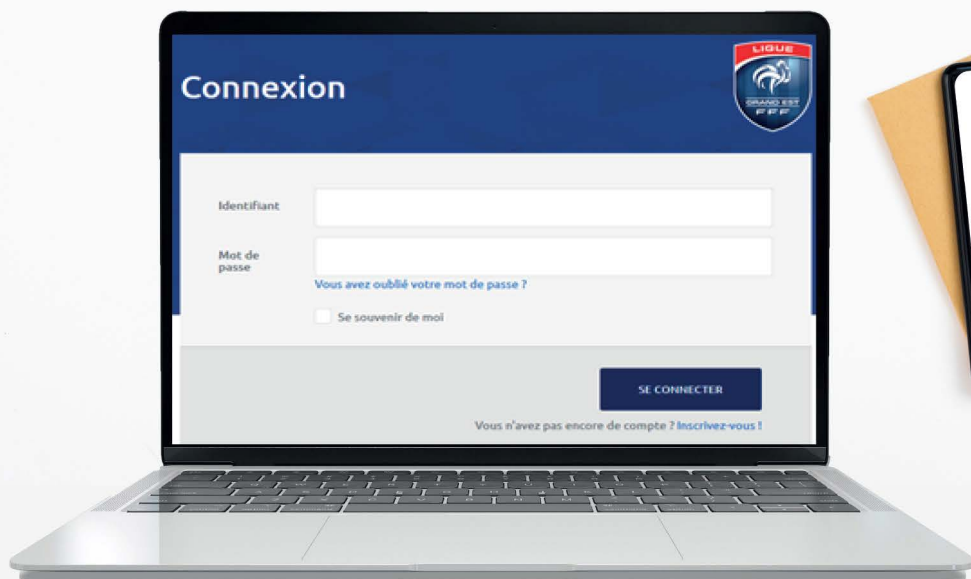 Connexion
LIGUE
GRAND EST
FFF
Identifiant
Mot de
passe
Vous avez oublié votre mot de passe ?
Se souvenir de moi
SE CONNECTER
Vous n'avez pas encore de compte ? Inscrivez-vous !